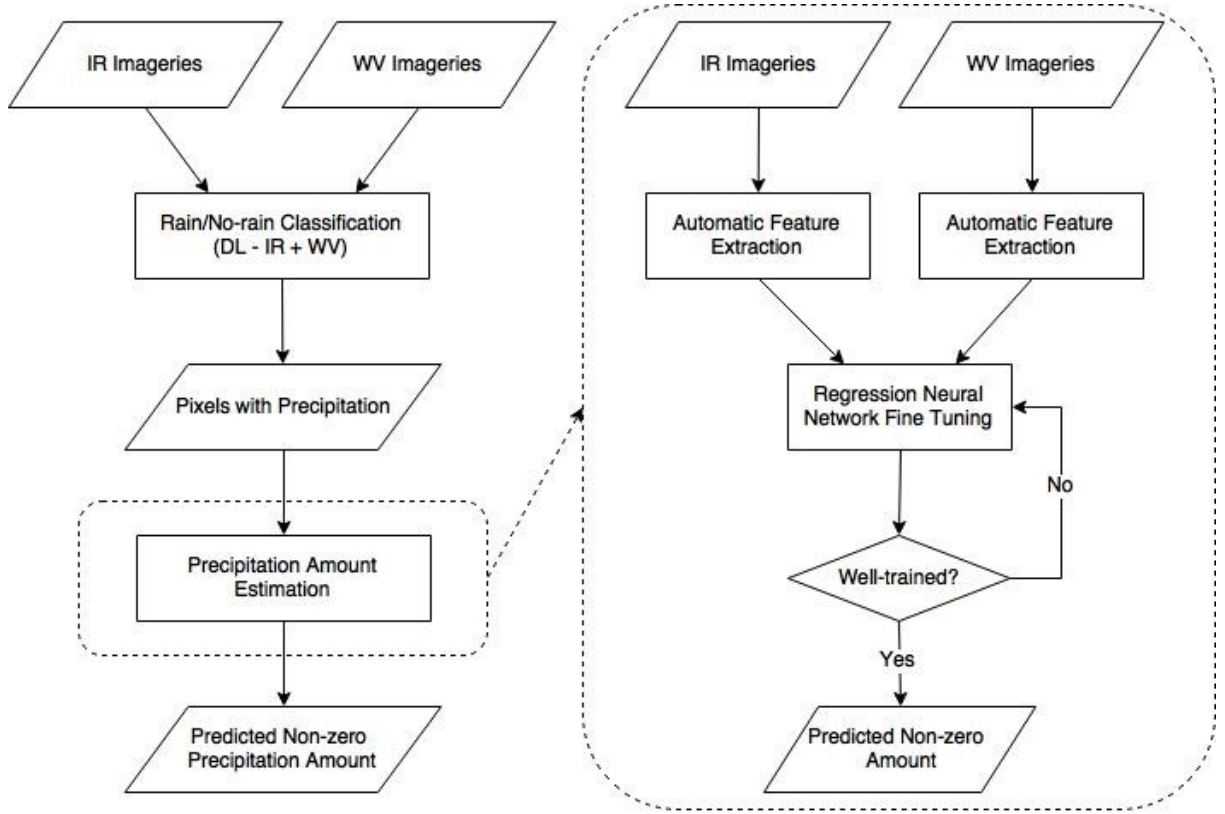 IR Imageries
WV Imageries
Rain/No-rain Classification
(DL - IR + WV)
Pixels with Precipitation
Precipitation Amount
Estimation
Predicted Non-zero
Precipitation Amount
IR Imageries
WV Imageries
Automatic Feature
Extraction
Automatic Feature
Extraction
Regression Neural
Network Fine Tuning
No
Well-trained?
Yes
Predicted Non-zero
Amount